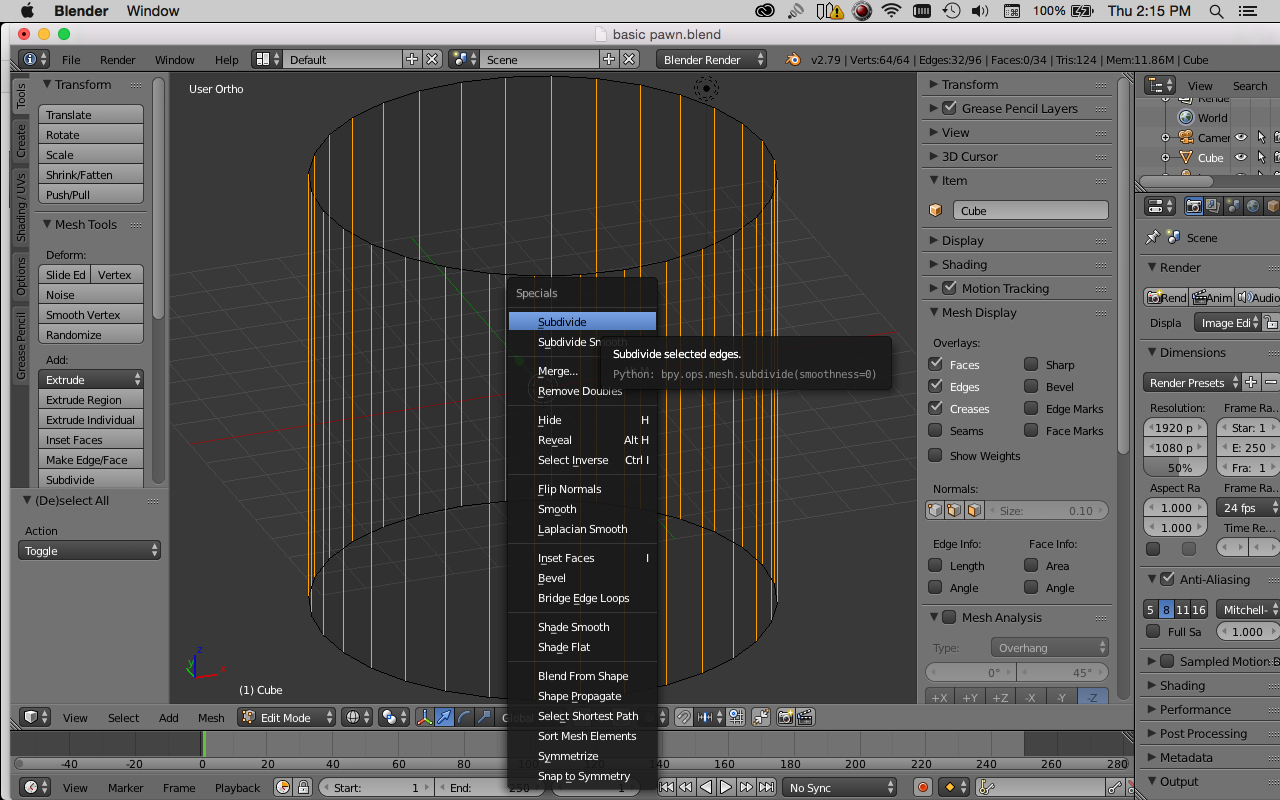 Blender Window 100% Thu 2:15 PM
basic pawn.blend
File Render Window Help Default Scene Blender Render v2.79 | Verts:64/64 | Edges:32/96 | Faces:0/34 | Tris:124 | Mem:11.86M | Cube
Tools
Create
Shading / UVs
Options
Grease Pencil
Transform
Translate
Rotate
Scale
Shrink/Fatten
Push/Pull
Mesh Tools
Deform:
Slide Ed Vertex
Noise
Smooth Vertex
Randomize
Add:
Extrude
Extrude Region
Extrude Individual
Inset Faces
Make Edge/Face
Subdivide
(De)select All
Action
Toggle
User Ortho
z
y
x
(1) Cube
Specials
Subdivide
Subdivide Smooth
Merge...
Remove Doubles
Hide H
Reveal Alt H
Select Inverse Ctrl I
Flip Normals
Smooth
Laplacian Smooth
Inset Faces I
Bevel
Bridge Edge Loops
Shade Smooth
Shade Flat
Blend From Shape
Shape Propagate
Select Shortest Path
Sort Mesh Elements
Symmetrize
Snap to Symmetry
Subdivide selected edges.
Python: bpy.ops.mesh.subdivide(smoothness=0)
Transform
Grease Pencil Layers
View
3D Cursor
Item
Cube
Display
Shading
Motion Tracking
Mesh Display
Overlays:
Faces Sharp
Edges Bevel
Creases Edge Marks
Seams Face Marks
Show Weights
Normals:
Size: 0.10
Edge Info: Face Info:
Length Area
Angle Angle
Mesh Analysis
Type: Overhang
0° 45°
+X +Y +Z -X -Y -Z
View Search
World
Camer
Cube
Scene
Render
Rend Anim Audio
Displa Image Edi
Dimensions
Render Presets
Resolution: Frame Ra
1920 p Star: 1
1080 p E: 250
50% Fra: 1
Aspect Ra Frame Ra..
1.000 24 fps
1.000 Time Re...
Anti-Aliasing
5 8 11 16 Mitchell-
Full Sa 1.000
Sampled Motion B
Shading
Performance
Post Processing
Metadata
Output
View Select Add Mesh Edit Mode
-40 -20 0 20 40 60 80 140 160 180 200 220 240 260 280
View Marker Frame Playback Start: 1 End: 250 1 No Sync